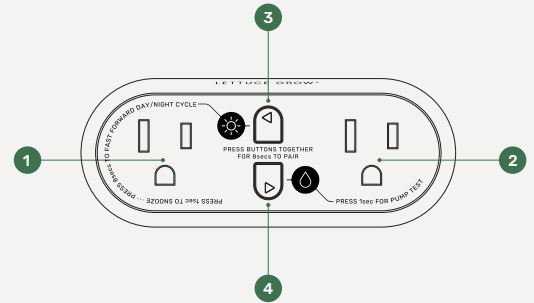 3
LETTUCE GROW™
PRESS 1sec TO SNOOZE ... PRESS 8secs TO FAST FORWARD DAY/NIGHT CYCLE
PRESS BUTTONS TOGETHER
FOR 8secs TO PAIR
1
2
PRESS 1sec FOR PUMP TEST
4